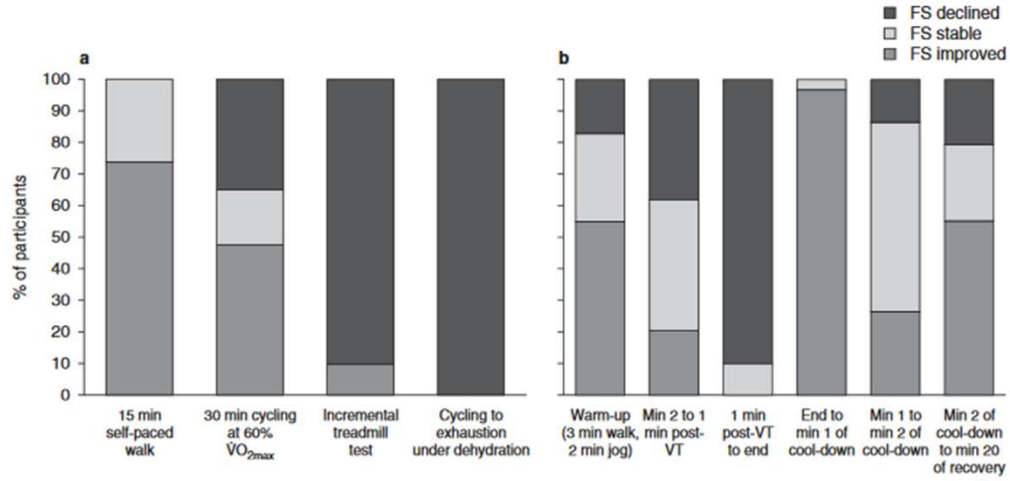 FS declined
FS stable
FS improved
a
b
100
90
80
70
60
50
40
30
20
10
0
% of participants
15 min
self-paced
walk
30 min cycling
at 60%
V̇O2max
Incremental
treadmill
test
Cycling to
exhaustion
under dehydration
Warm-up
(3 min walk,
2 min jog)
Min 2 to 1
min post-
VT
1 min
post-VT
to end
End to
min 1 of
cool-down
Min 1 to
min 2 of
cool-down
Min 2 of
cool-down
to min 20
of recovery